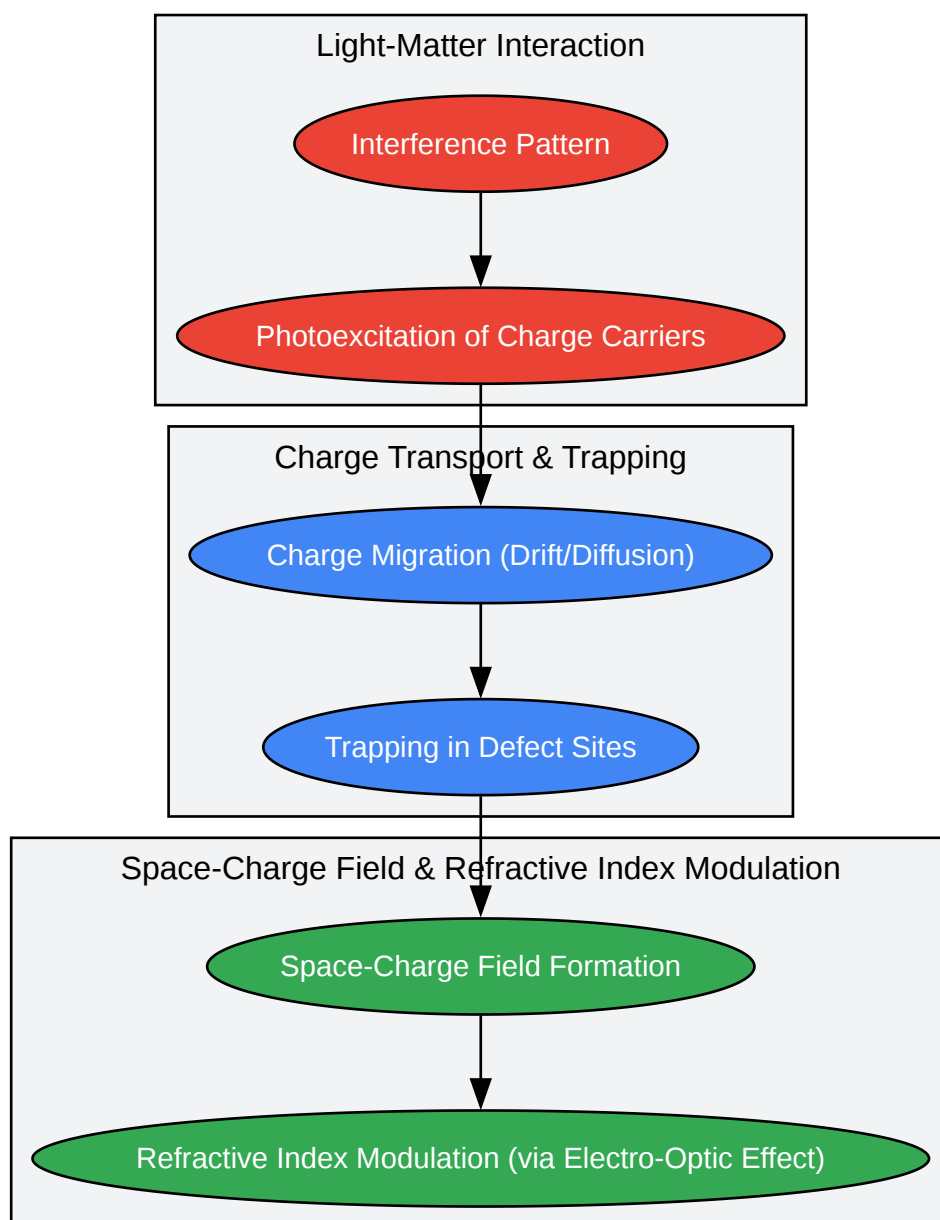 Light-Matter Interaction
Interference Pattern
Photoexcitation of Charge Carriers
Charge Transport & Trapping
Charge Migration (Drift/Diffusion)
Trapping in Defect Sites
Space-Charge Field & Refractive Index Modulation
Space-Charge Field Formation
Refractive Index Modulation (via Electro-Optic Effect)